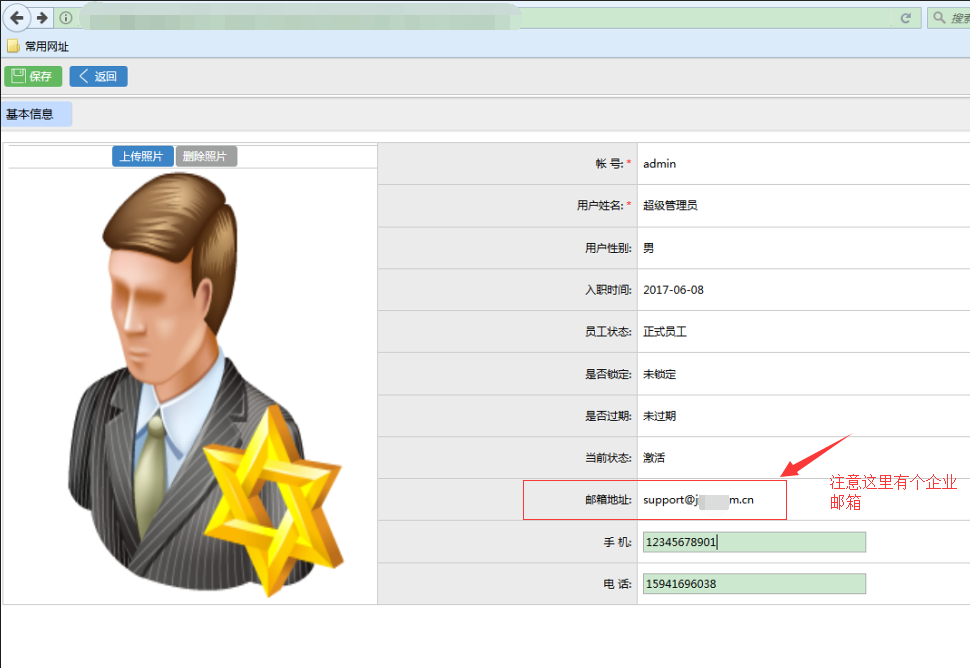 搜索
常用网址
保存
返回
基本信息
上传照片
删除照片
帐 号:* admin
用户姓名:* 超级管理员
用户性别: 男
入职时间: 2017-06-08
员工状态: 正式员工
是否锁定: 未锁定
是否过期: 未过期
当前状态: 激活
邮箱地址: support@j m.cn
注意这里有个企业
邮箱
手 机: 12345678901
电 话: 15941696038